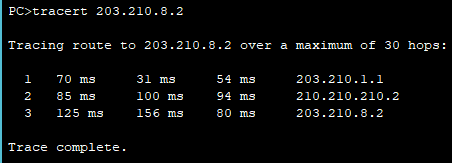 PC>tracert 203.210.8.2
Tracing route to 203.210.8.2 over a maximum of 30 hops:
1 70 ms 31 ms 54 ms 203.210.1.1
2 85 ms 100 ms 94 ms 210.210.210.2
3 125 ms 156 ms 80 ms 203.210.8.2
Trace complete.